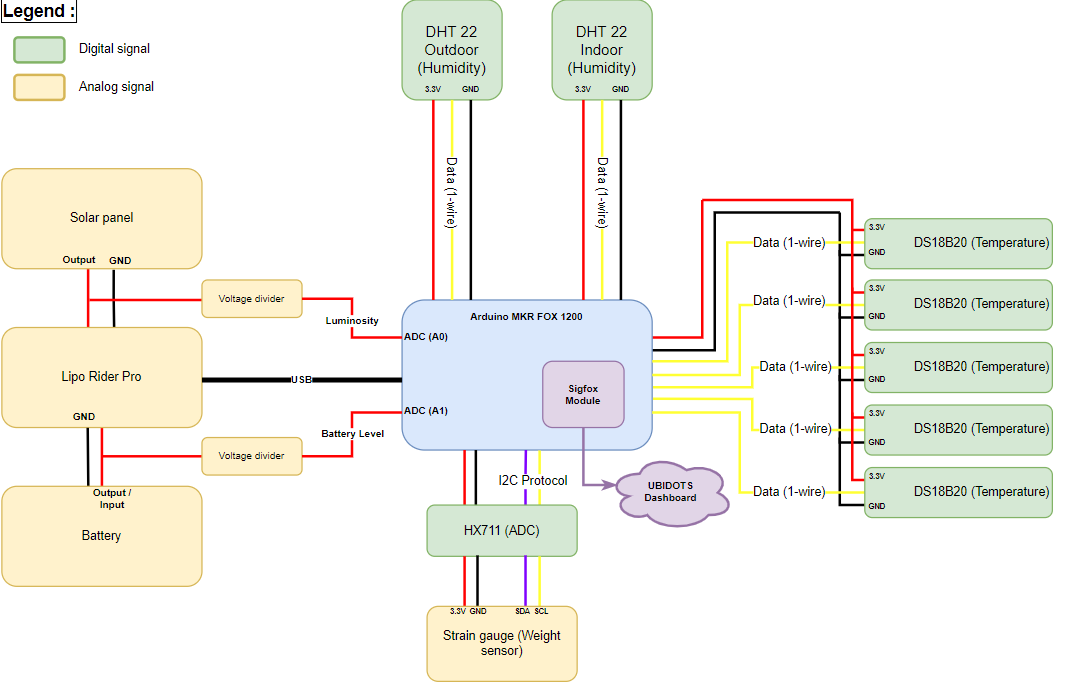 Legend :
Digital signal
Analog signal
DHT 22
Outdoor
(Humidity)
3.3V
GND
DHT 22
Indoor
(Humidity)
3.3V
GND
Data (1-wire)
Data (1-wire)
Solar panel
Output
GND
Voltage divider
Luminosity
Lipo Rider Pro
GND
USB
Voltage divider
Battery Level
Output /
Input
Battery
Arduino MKR FOX 1200
ADC (A0)
ADC (A1)
Sigfox
Module
UBIDOTS
Dashboard
I2C Protocol
HX711 (ADC)
3.3V
GND
SDA
SCL
Strain gauge (Weight
sensor)
Data (1-wire)
3.3V
GND
DS18B20 (Temperature)
Data (1-wire)
3.3V
GND
DS18B20 (Temperature)
Data (1-wire)
3.3V
GND
DS18B20 (Temperature)
Data (1-wire)
3.3V
GND
DS18B20 (Temperature)
Data (1-wire)
3.3V
GND
DS18B20 (Temperature)